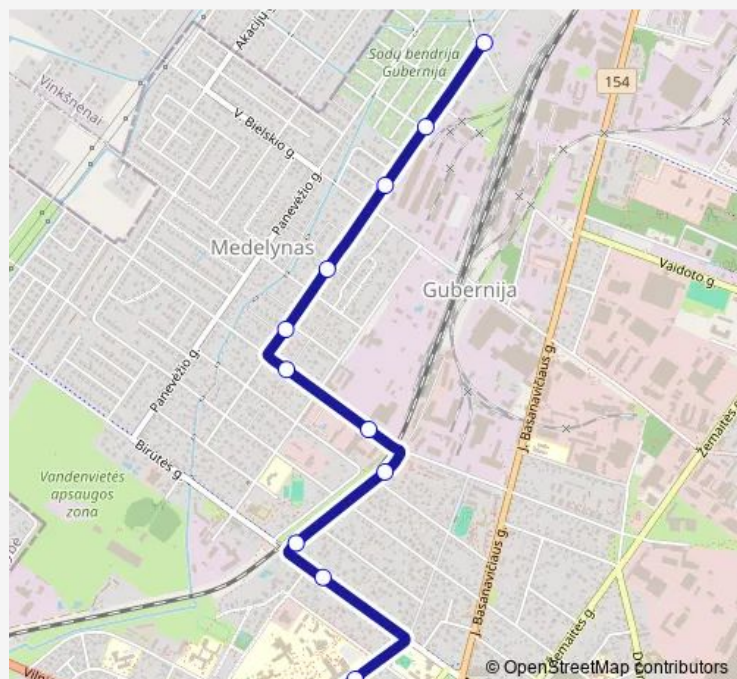 Akacijų g.
Sodų bendrija
Gubernija
154
Vinkšnėnai
V. Bielskio g.
Panevėžio g.
Medelynas
Vaidoto g.
Gubernija
J. Basanavičiaus g.
Panevėžio g.
Žemaitės g.
Birutės g.
Vandenvietės
apsaugos
zona
J. Basanavičiaus g.
Žemaitės g.
© OpenStreetMap contributors